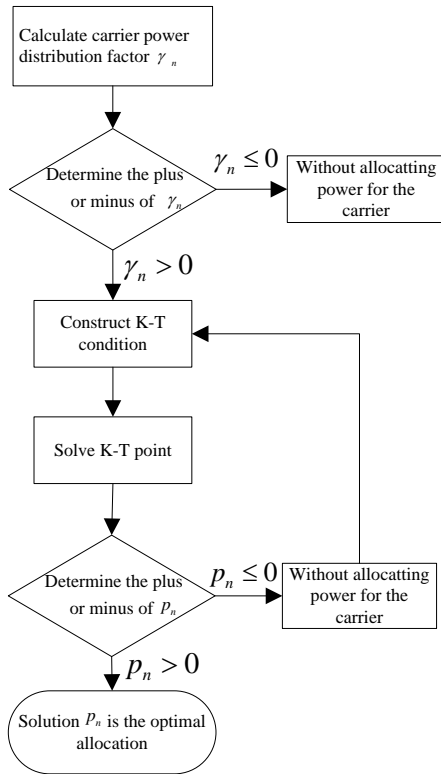 Calculate carrier power
distribution factor γn
Determine the plus
or minus of γn
γn ≤ 0
Without allocatting
power for the
carrier
γn > 0
Construct K-T
condition
Solve K-T point
Determine the plus
or minus of pn
pn ≤ 0
Without allocatting
power for the
carrier
pn > 0
Solution pn is the optimal
allocation